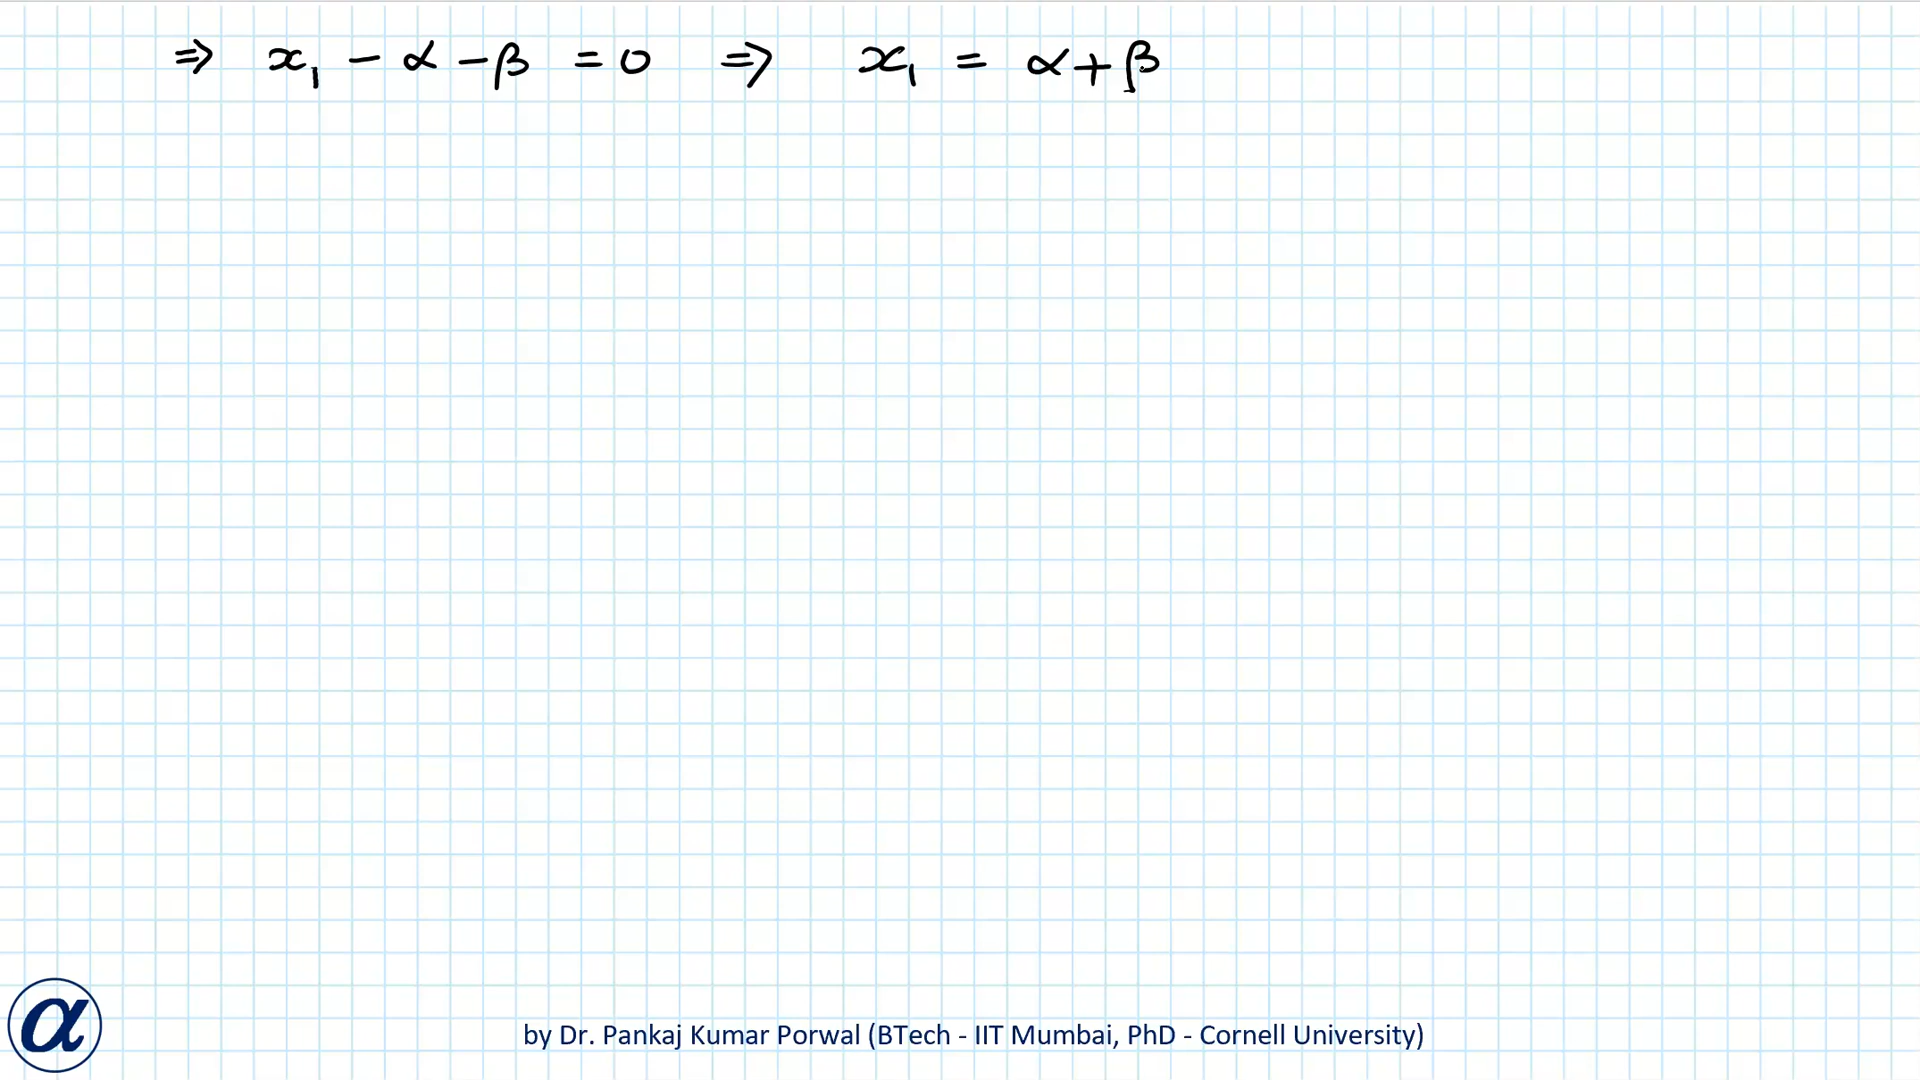 ⇒ x₁ - α - β = 0 ⇒ x₁ = α + β
α
by Dr. Pankaj Kumar Porwal (BTech - IIT Mumbai, PhD - Cornell University)